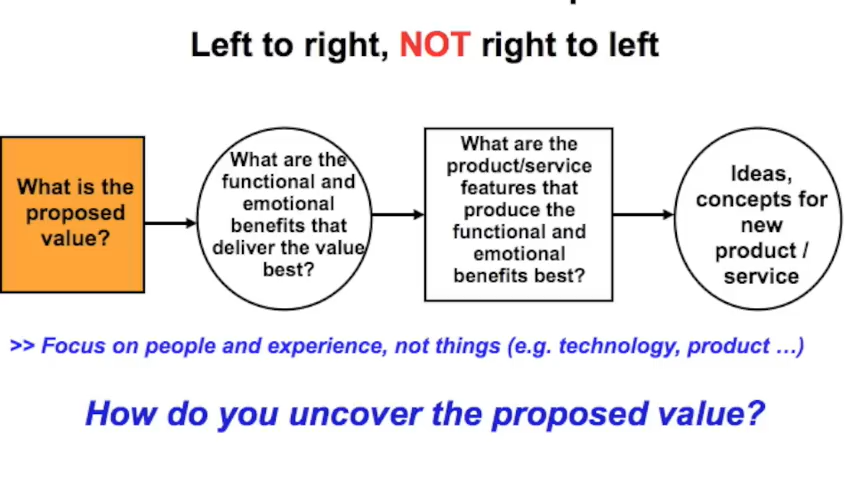 Left to right, NOT right to left
What is the
proposed
value?
What are the
functional and
emotional
benefits that
deliver the value
best?
What are the
product/service
features that
produce the
functional and
emotional
benefits best?
Ideas,
concepts for
new
product /
service
>> Focus on people and experience, not things (e.g. technology, product …)
How do you uncover the proposed value?